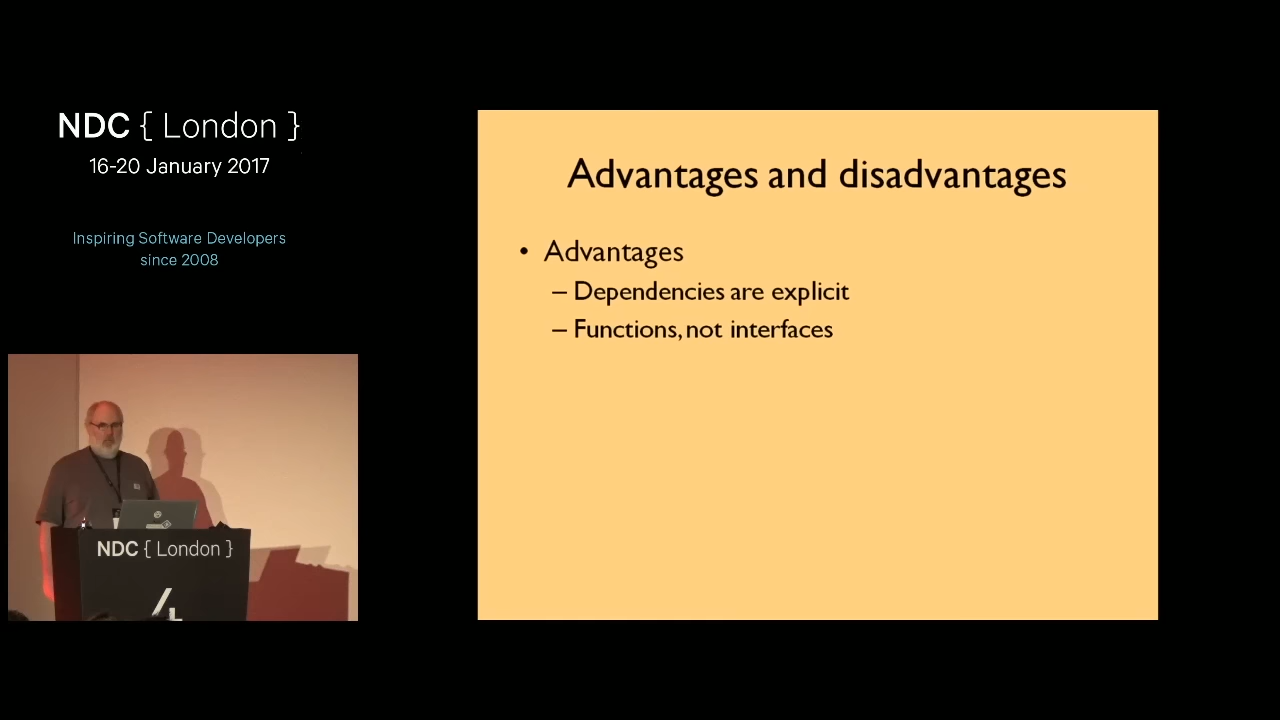 NDC { London }
16-20 January 2017
Inspiring Software Developers
since 2008
Advantages and disadvantages
• Advantages
– Dependencies are explicit
– Functions, not interfaces
NDC { London }
4